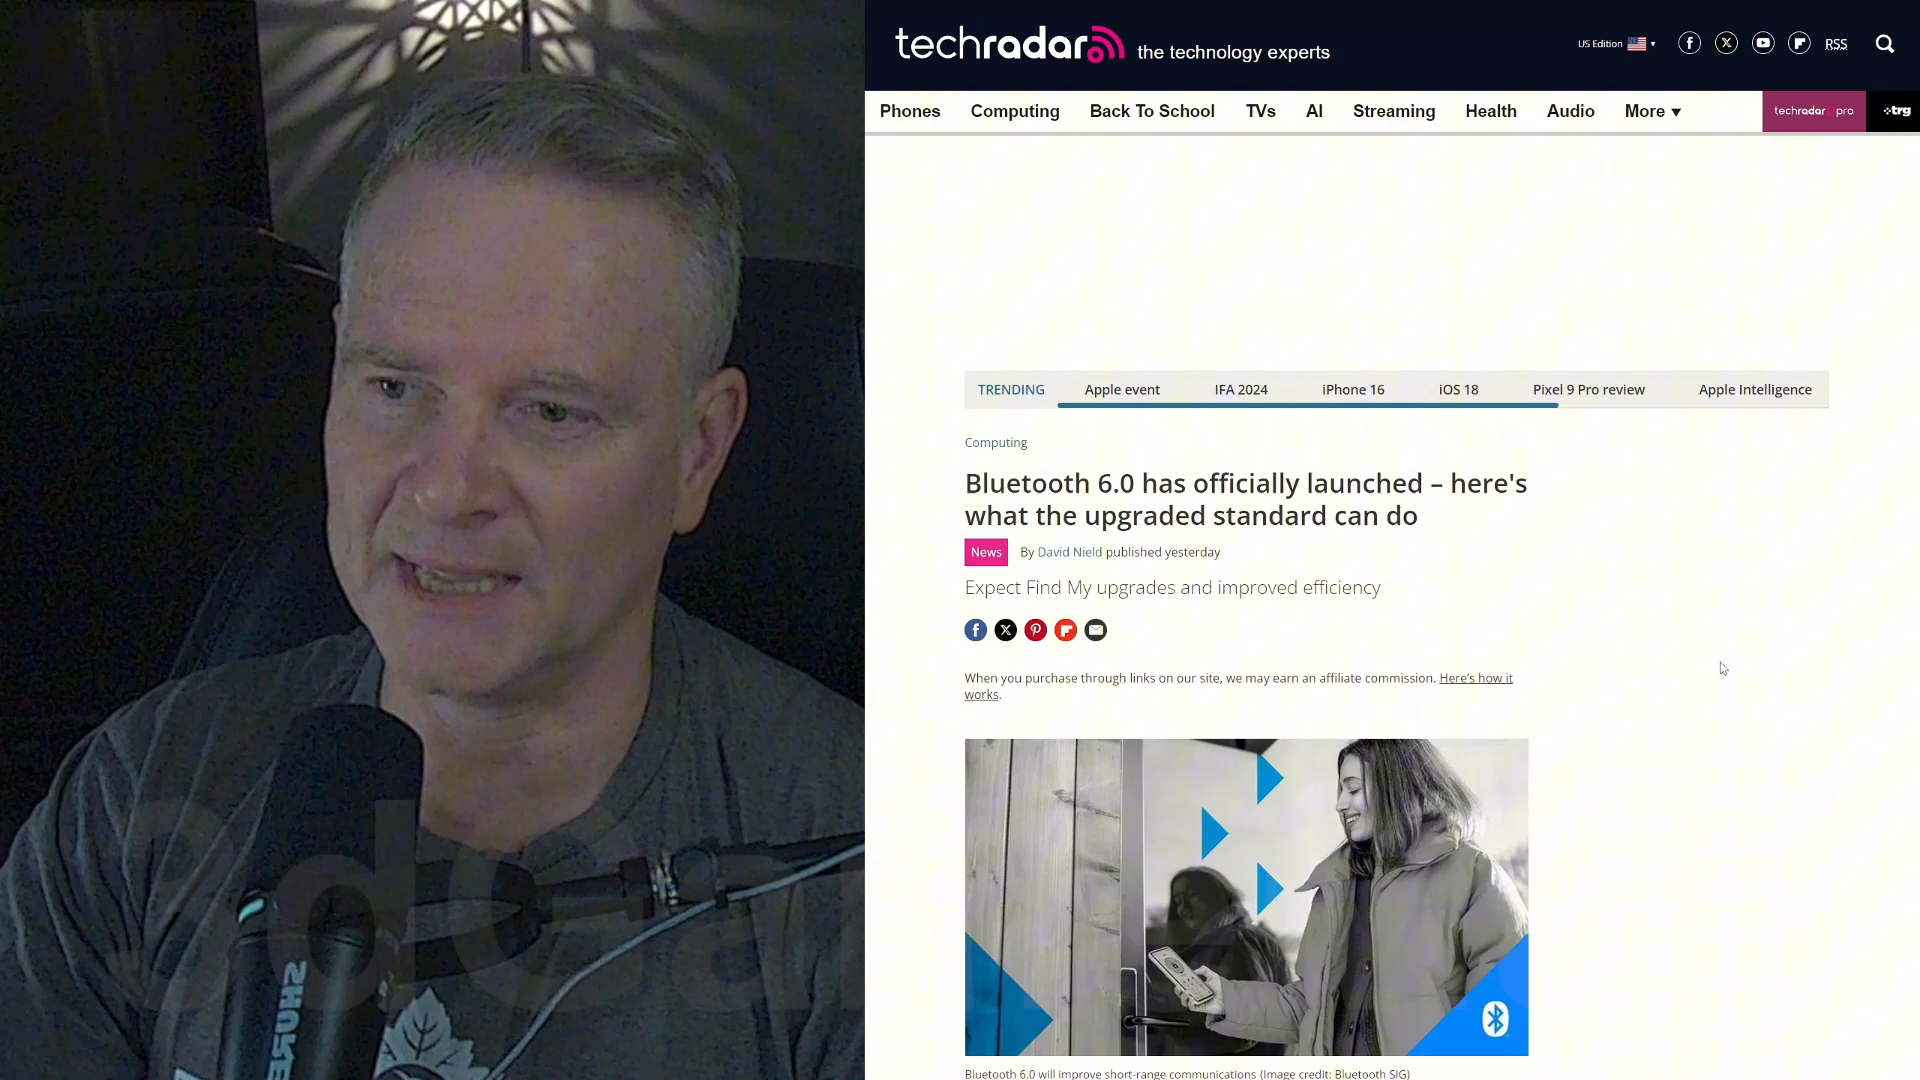 techradar the technology experts
US Edition
RSS
Phones Computing Back To School TVs AI Streaming Health Audio More
techradar pro
trg
TRENDING Apple event IFA 2024 iPhone 16 iOS 18 Pixel 9 Pro review Apple Intelligence
Computing
Bluetooth 6.0 has officially launched – here's
what the upgraded standard can do
News By David Nield published yesterday
Expect Find My upgrades and improved efficiency
When you purchase through links on our site, we may earn an affiliate commission. Here's how it
works.
Bluetooth 6.0 will improve short-range communications (Image credit: Bluetooth SIG)
SHURE